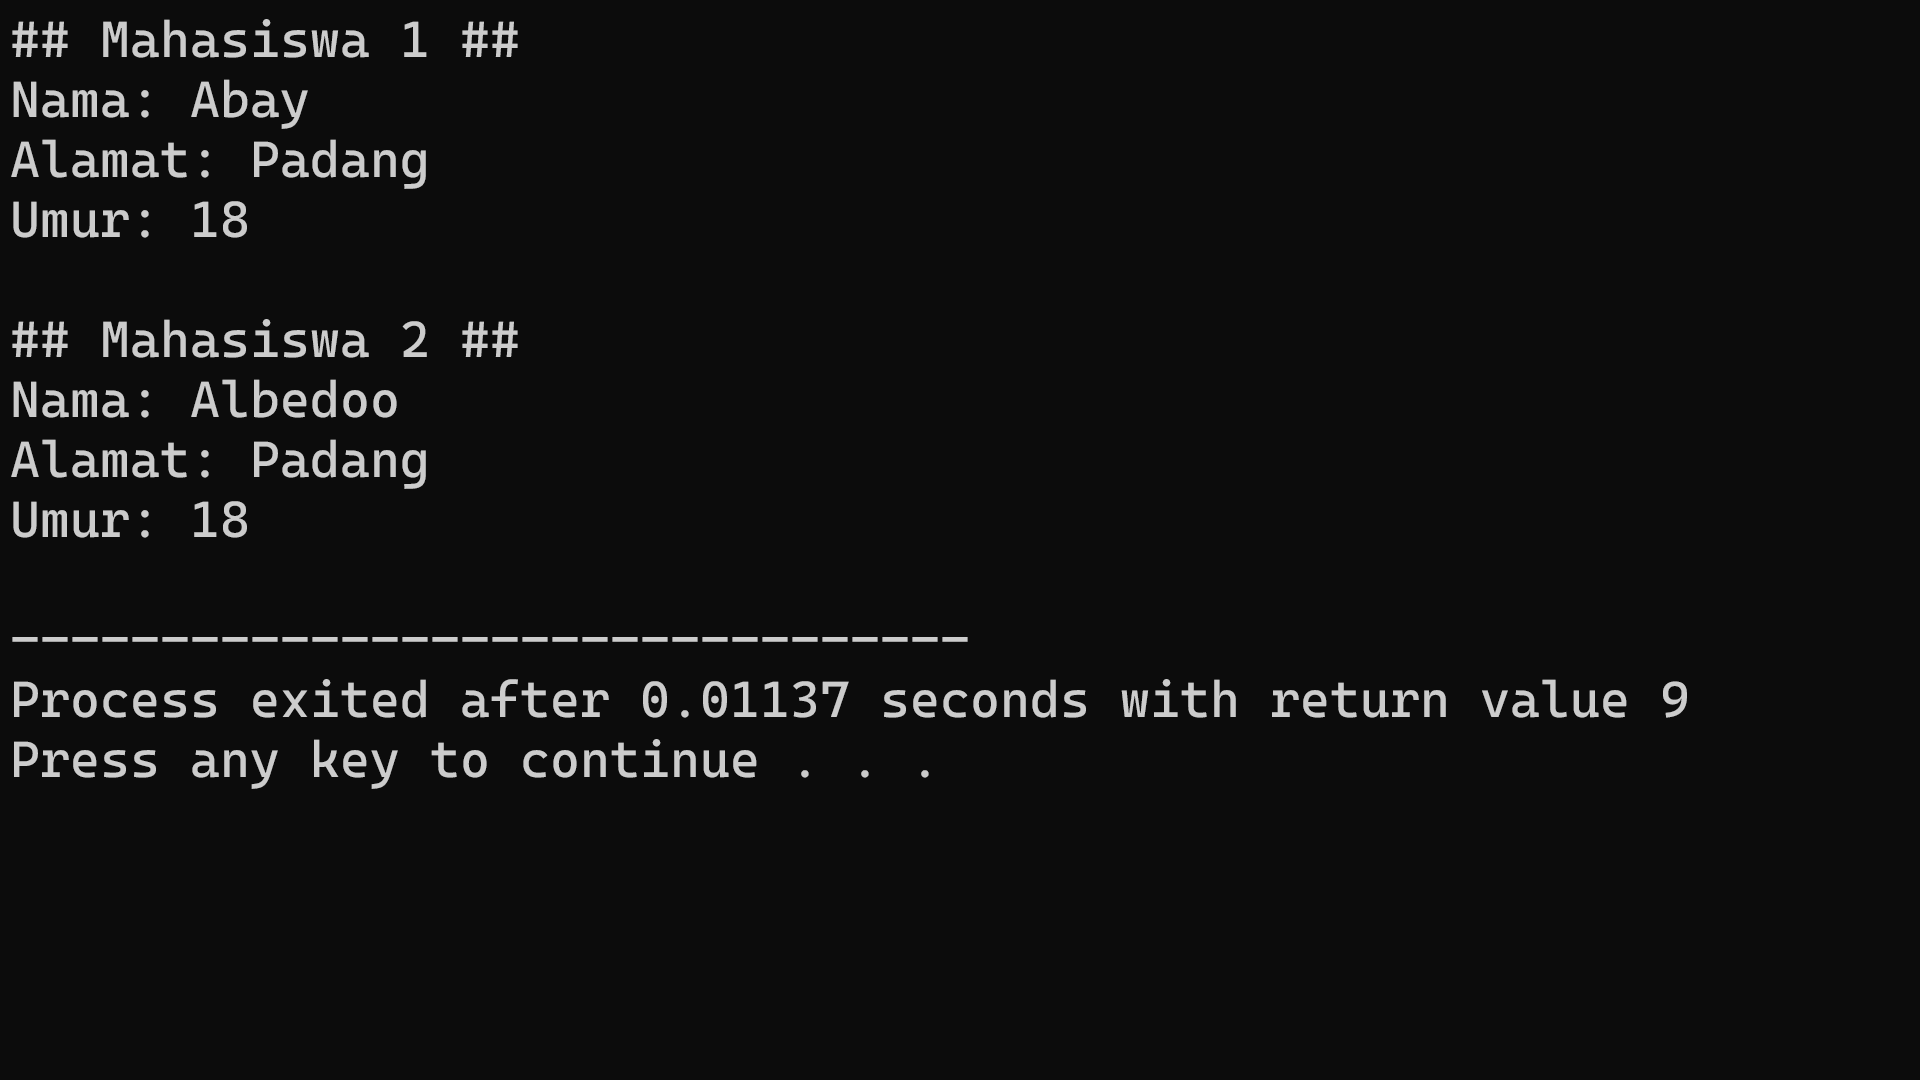 ## Mahasiswa 1 ##
Nama: Abay
Alamat: Padang
Umur: 18
## Mahasiswa 2 ##
Nama: Albedoo
Alamat: Padang
Umur: 18
--------------------------------
Process exited after 0.01137 seconds with return value 9
Press any key to continue . . .